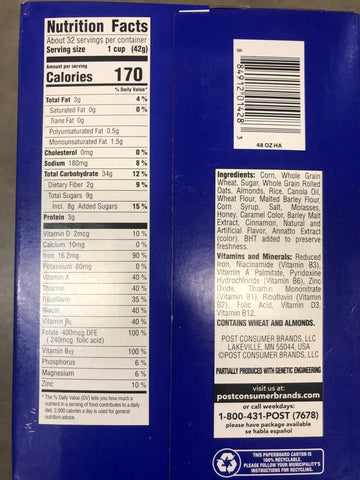 Nutrition Facts
About 32 servings per container
Serving size 1 cup (42g)
Amount per serving
Calories 170
% Daily Value*
Total Fat 3g 4%
Saturated Fat 0g 0%
Trans Fat 0g
Polyunsaturated Fat 0.5g
Monounsaturated Fat 1.5g
Cholesterol 0mg 0%
Sodium 180mg 8%
Total Carbohydrate 34g 12%
Dietary Fiber 2g 9%
Total Sugars 9g
Incl. 8g Added Sugars 15%
Protein 3g
Vitamin D 2mcg 10%
Calcium 10mg 0%
Iron 16.2mg 90%
Potassium 80mg 0%
Vitamin A 40%
Thiamin 40%
Riboflavin 35%
Niacin 40%
Vitamin B6 40%
Folate 400mcg DFE 100%
(240mcg folic acid)
Vitamin B12 100%
Phosphorus 6%
Magnesium 6%
Zinc 10%
* The % Daily Value (DV) tells you how much a
nutrient in a serving of food contributes to a daily
diet. 2,000 calories a day is used for general
nutrition advice.
8 84912 01428 3
48 OZ HA
Ingredients: Corn, Whole Grain
Wheat, Sugar, Whole Grain Rolled
Oats, Almonds, Rice, Canola Oil,
Wheat Flour, Malted Barley Flour,
Corn Syrup, Salt, Molasses,
Honey, Caramel Color, Barley Malt
Extract, Cinnamon, Natural and
Artificial Flavor, Annatto Extract
(color). BHT added to preserve
freshness.
Vitamins and Minerals: Reduced
Iron, Niacinamide (Vitamin B3),
Vitamin A Palmitate, Pyridoxine
Hydrochloride (Vitamin B6), Zinc
Oxide, Thiamin Mononitrate
(Vitamin B1), Riboflavin (Vitamin
B2), Folic Acid, Vitamin D3,
Vitamin B12.
CONTAINS WHEAT AND ALMONDS.
POST CONSUMER BRANDS, LLC
LAKEVILLE, MN 55044 USA
©POST CONSUMER BRANDS, LLC
PARTIALLY PRODUCED WITH GENETIC ENGINEERING
visit us at:
postconsumerbrands.com
or call weekdays:
1-800-431-POST (7678)
please have package available
se habla español
THIS PAPERBOARD CARTON IS
100% RECYCLABLE.
PLEASE FOLLOW YOUR MUNICIPALITY'S
INSTRUCTIONS FOR RECYCLING.